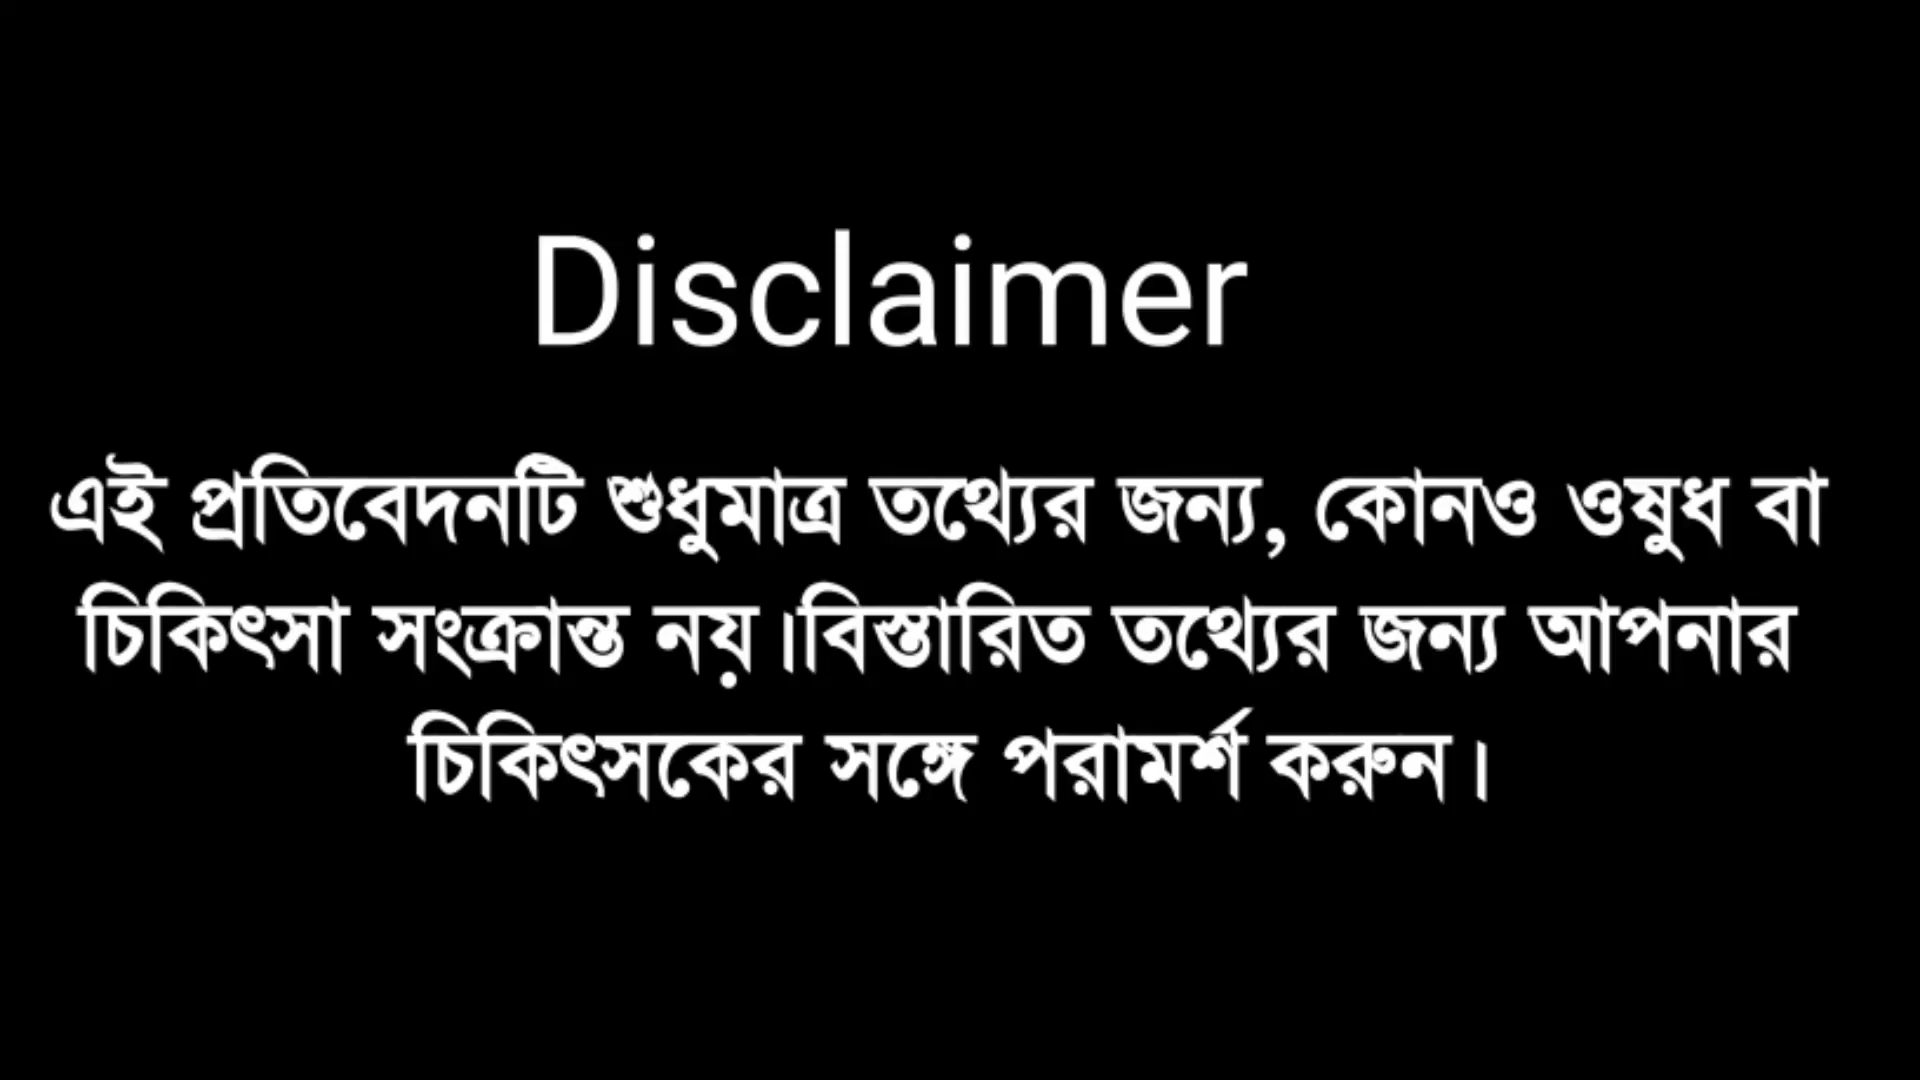 Disclaimer
এই প্রতিবেদনটি শুধুমাত্র তথ্যের জন্য, কোনও ওষুধ বা
চিকিৎসা সংক্রান্ত নয়।বিস্তারিত তথ্যের জন্য আপনার
চিকিৎসকের সঙ্গে পরামর্শ করুন।